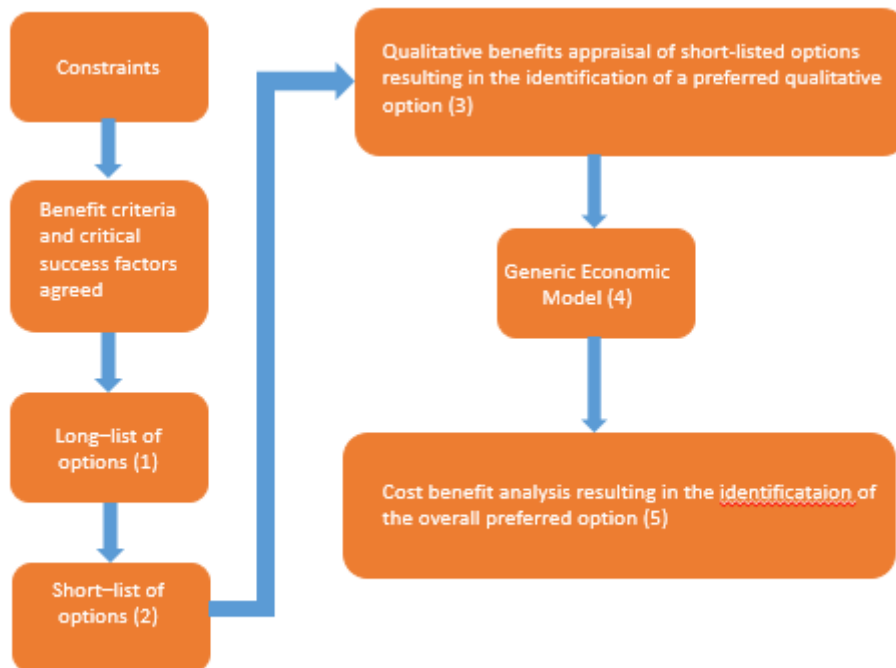 Constraints
Benefit criteria
and critical
success factors
agreed
Long–list of
options (1)
Short–list of
options (2)
Qualitative benefits appraisal of short-listed options
resulting in the identification of a preferred qualitative
option (3)
Generic Economic
Model (4)
Cost benefit analysis resulting in the identificataion of
the overall preferred option (5)